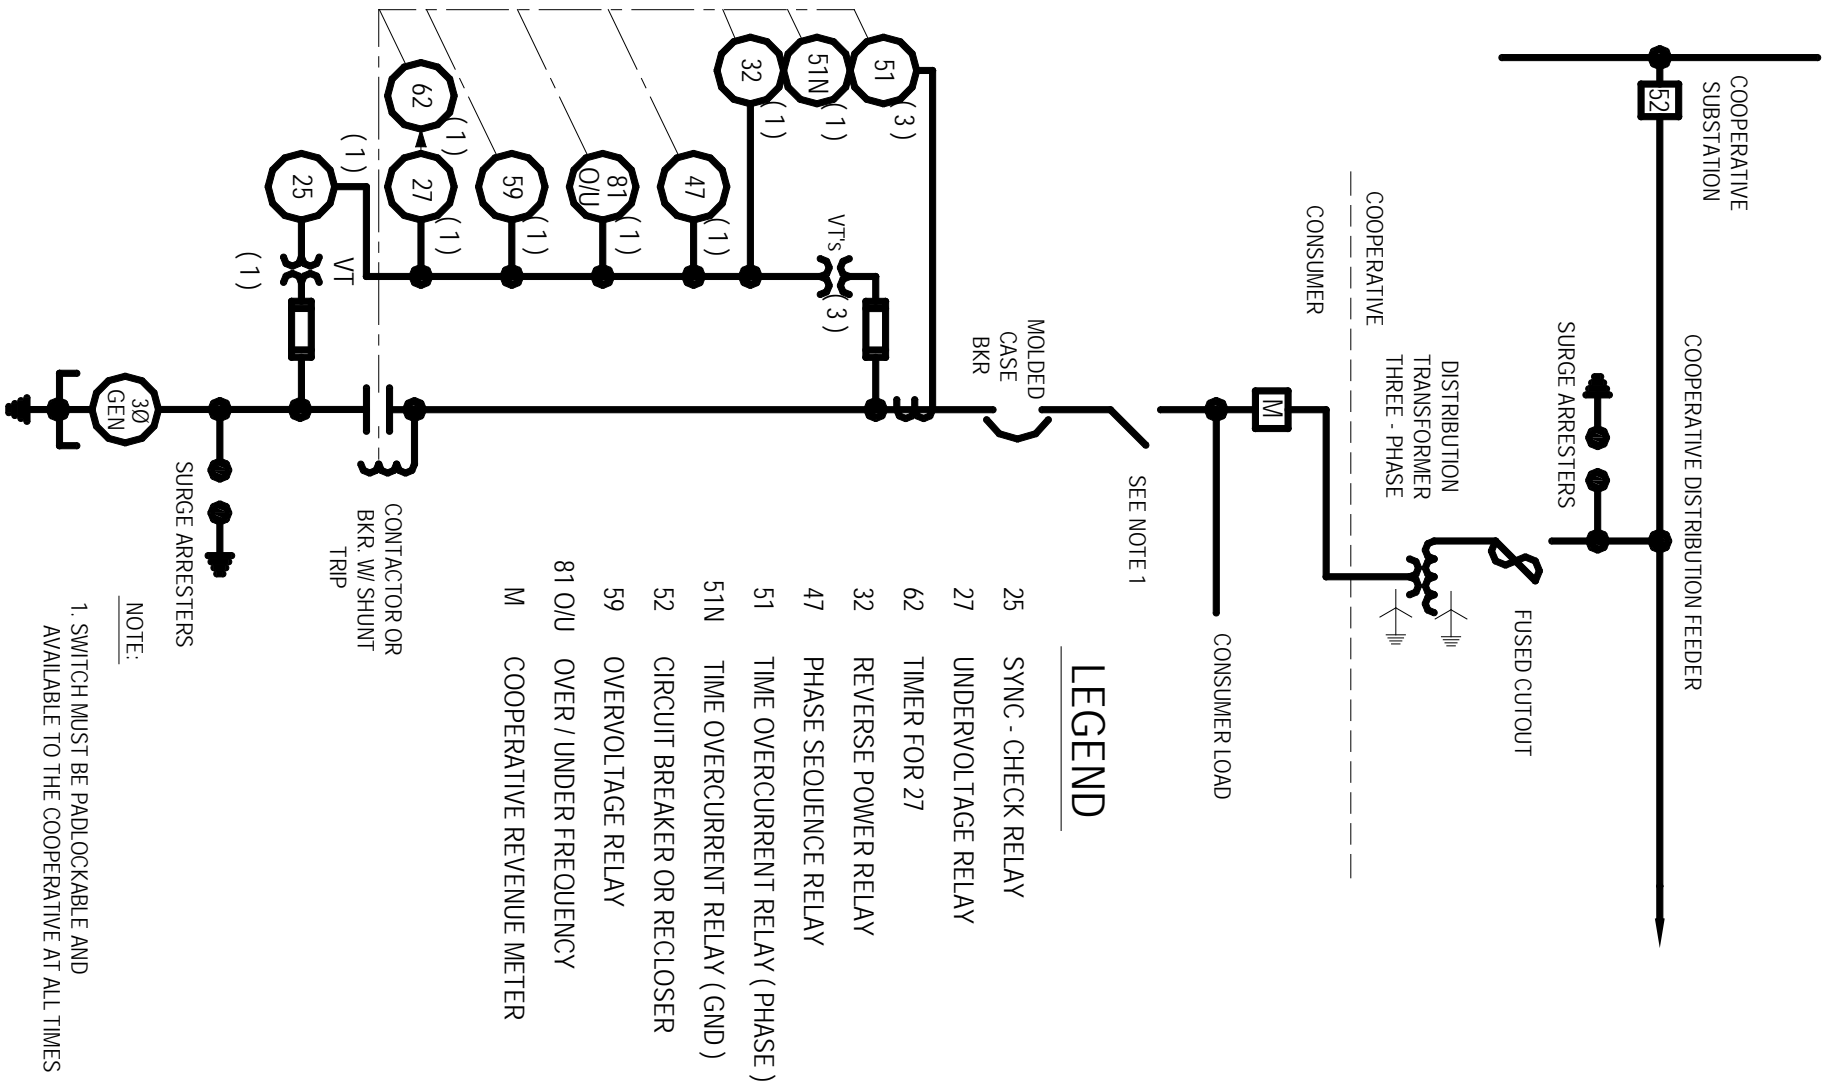 COOPERATIVE
SUBSTATION
52
COOPERATIVE DISTRIBUTION FEEDER
SURGE ARRESTERS
FUSED CUTOUT
DISTRIBUTION
TRANSFORMER
THREE - PHASE
COOPERATIVE
CONSUMER
M
CONSUMER LOAD
SEE NOTE 1
MOLDED
CASE
BKR
51
( 3 )
51N
( 1 )
32
( 1 )
VT's
( 3 )
47
( 1 )
81
O/U
( 1 )
59
( 1 )
62
( 1 )
27
( 1 )
( 1 )
25
VT
( 1 )
CONTACTOR OR
BKR. W/ SHUNT
TRIP
SURGE ARRESTERS
3Ø
GEN
LEGEND
25 SYNC - CHECK RELAY
27 UNDERVOLTAGE RELAY
62 TIMER FOR 27
32 REVERSE POWER RELAY
47 PHASE SEQUENCE RELAY
51 TIME OVERCURRENT RELAY ( PHASE )
51N TIME OVERCURRENT RELAY ( GND )
52 CIRCUIT BREAKER OR RECLOSER
59 OVERVOLTAGE RELAY
81 O/U OVER / UNDER FREQUENCY
M COOPERATIVE REVENUE METER
NOTE:
1. SWITCH MUST BE PADLOCKABLE AND
AVAILABLE TO THE COOPERATIVE AT ALL TIMES